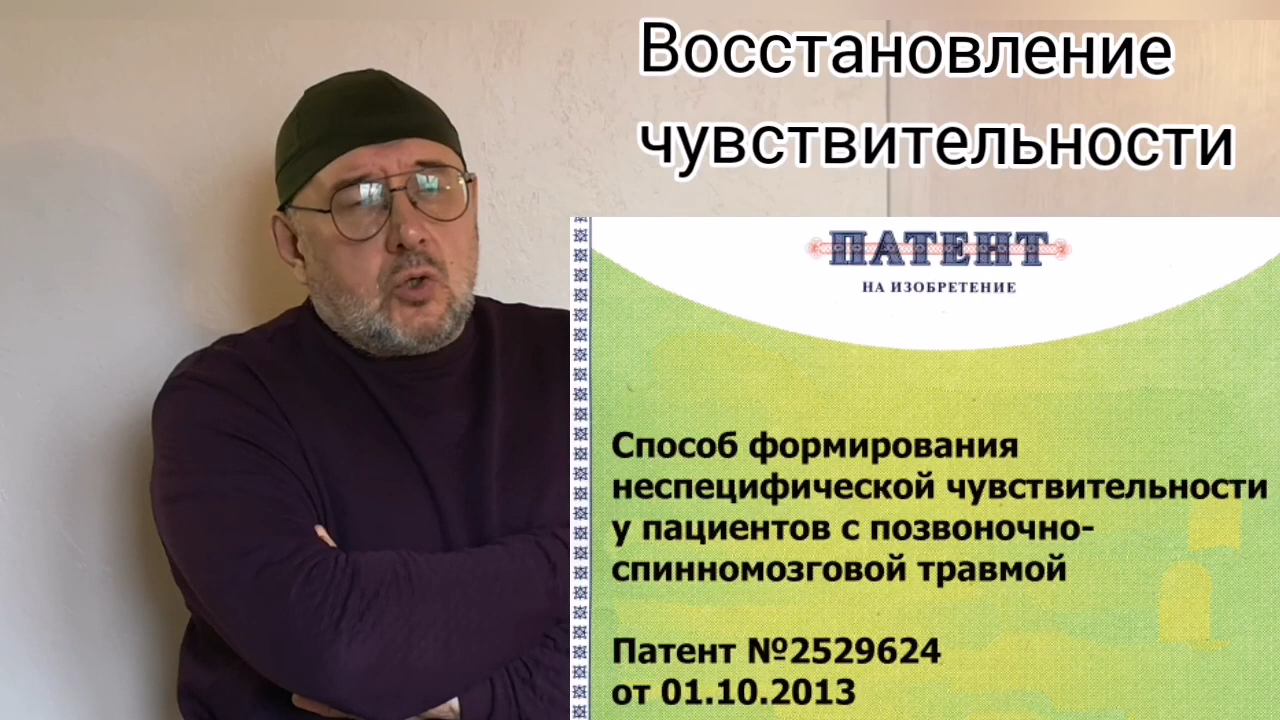 Восстановление
чувствительности
ПАТЕНТ
НА ИЗОБРЕТЕНИЕ
Способ формирования
неспецифической чувствительности
у пациентов с позвоночно-
спинномозговой травмой
Патент №2529624
от 01.10.2013